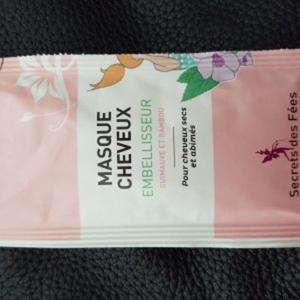 MASQUE
CHEVEUX
EMBELLISSEUR
GUIMAUVE ET BAMBOU
Pour cheveux secs
et abîmés
Secrets des Fées